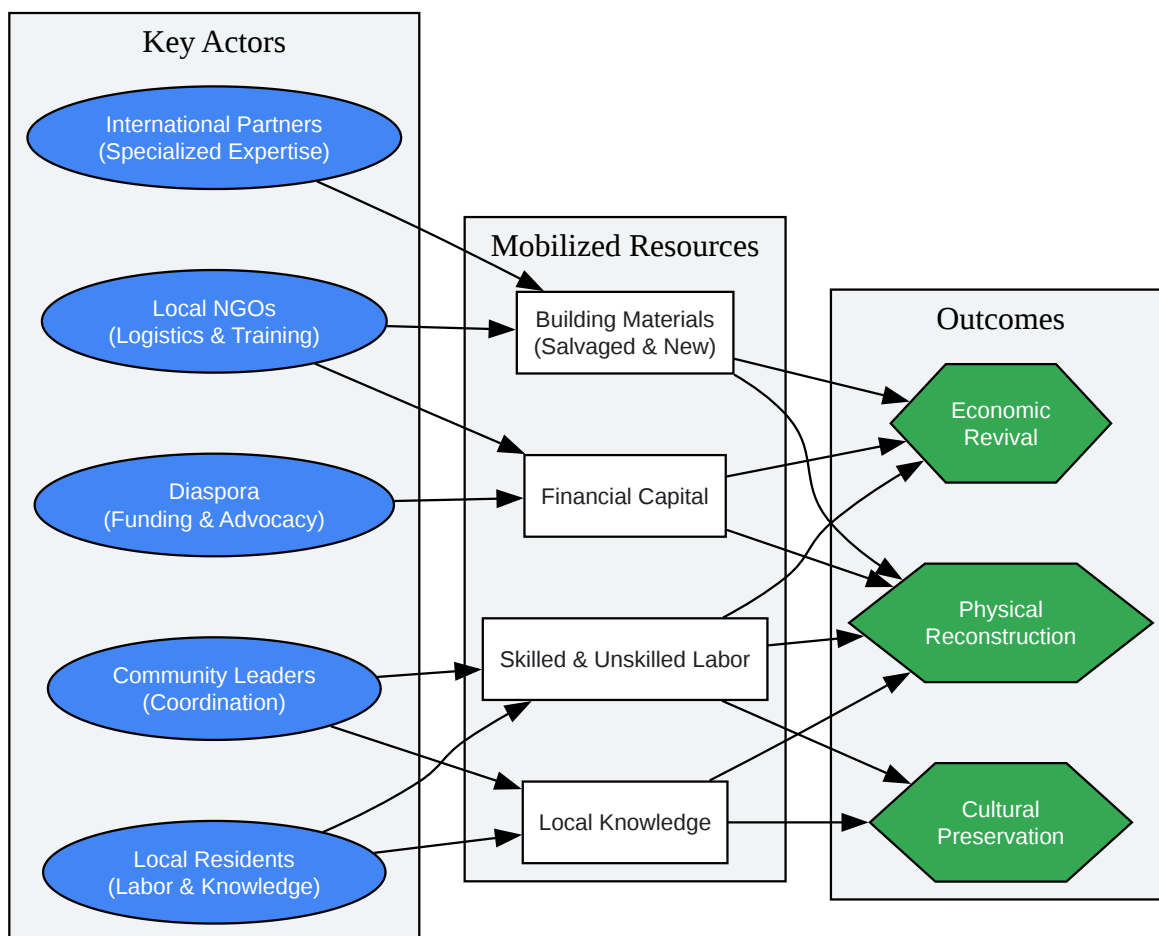 Key Actors
International Partners
(Specialized Expertise)
Local NGOs
(Logistics & Training)
Diaspora
(Funding & Advocacy)
Community Leaders
(Coordination)
Local Residents
(Labor & Knowledge)
Mobilized Resources
Building Materials
(Salvaged & New)
Financial Capital
Skilled & Unskilled Labor
Local Knowledge
Outcomes
Economic
Revival
Physical
Reconstruction
Cultural
Preservation